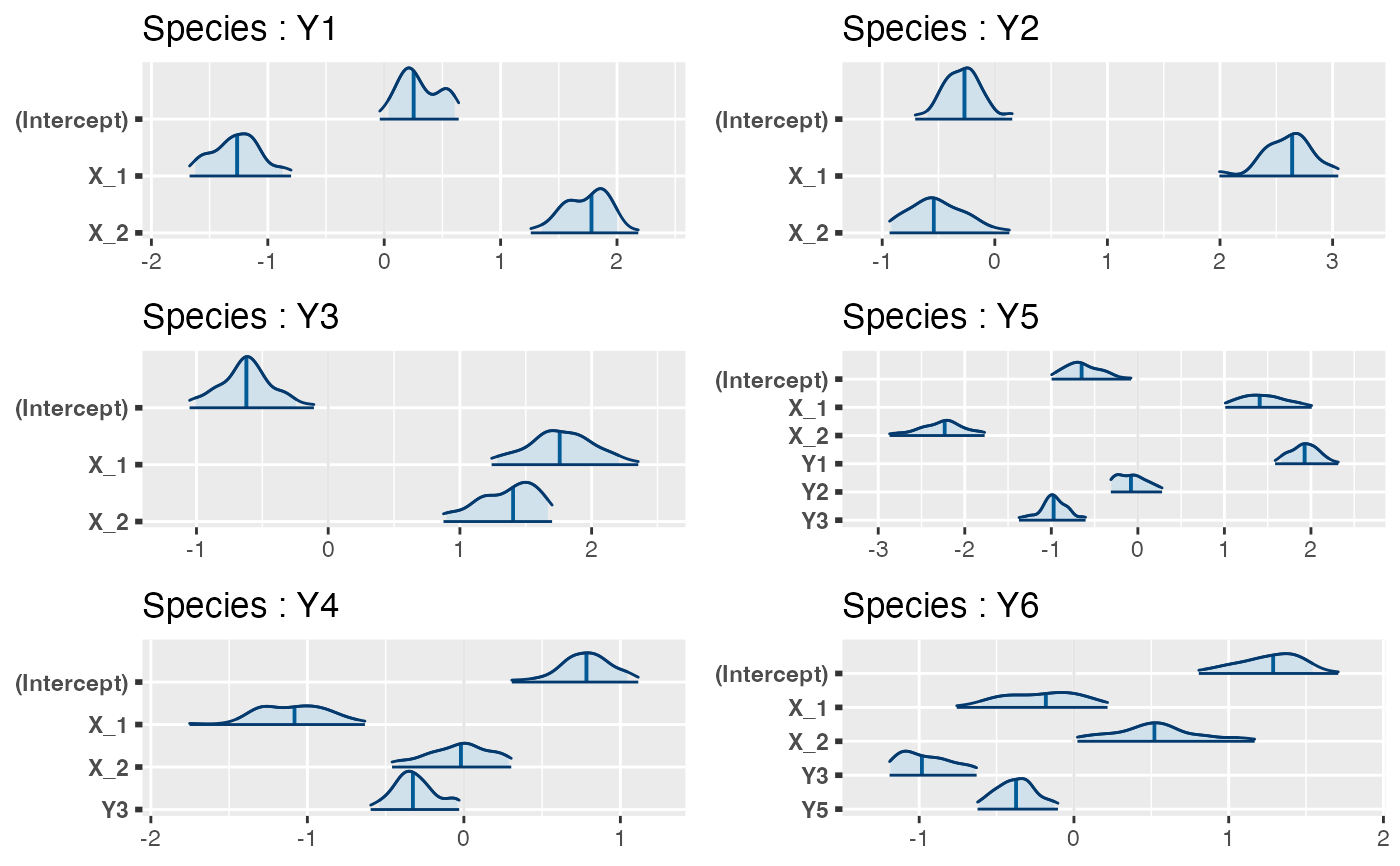 Species : Y1
(Intercept)
X_1
X_2
-2 -1 0 1 2
Species : Y2
(Intercept)
X_1
X_2
-1 0 1 2 3
Species : Y3
(Intercept)
X_1
X_2
-1 0 1 2
Species : Y5
(Intercept)
X_1
X_2
Y1
Y2
Y3
-3 -2 -1 0 1 2
Species : Y4
(Intercept)
X_1
X_2
Y3
-2 -1 0 1
Species : Y6
(Intercept)
X_1
X_2
Y3
Y5
-1 0 1 2